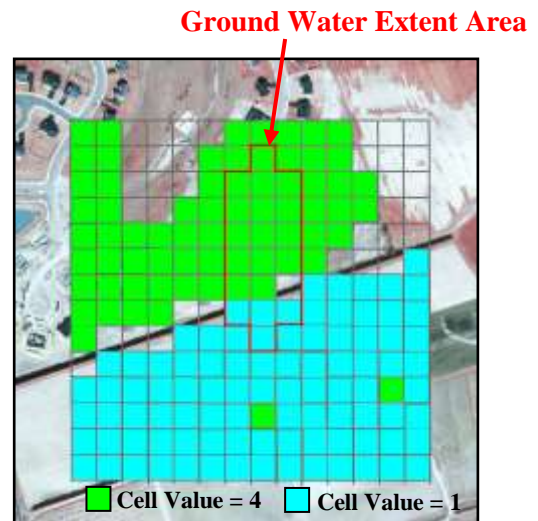 Ground Water Extent Area
Cell Value = 4 Cell Value = 1